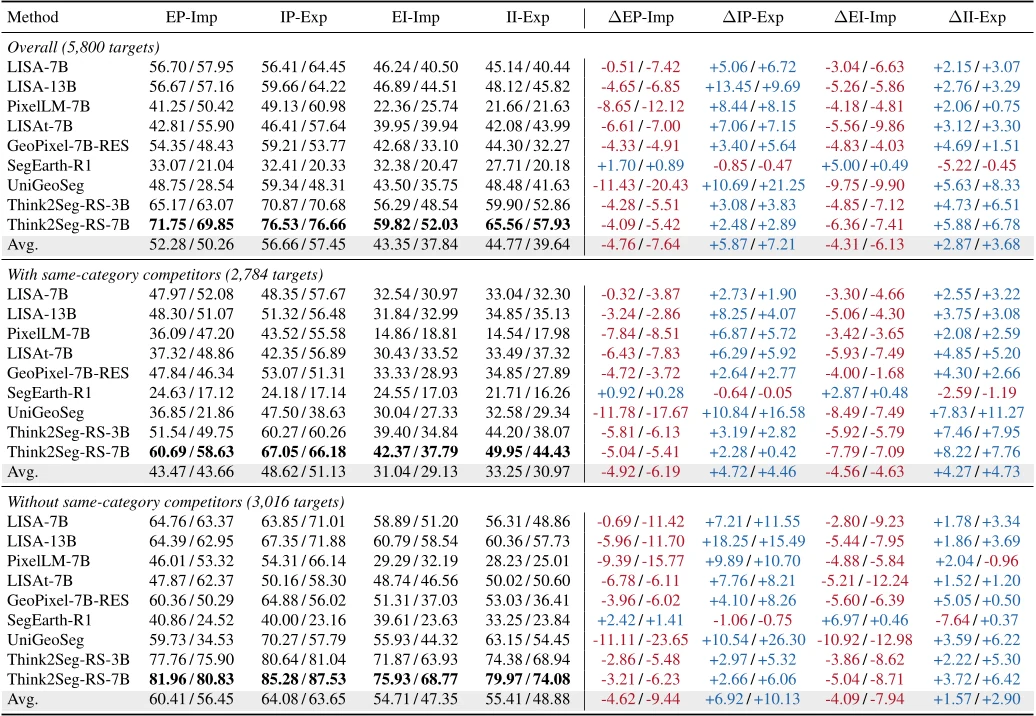 Method EP-Imp IP-Exp EI-Imp II-Exp ΔEP-Imp ΔIP-Exp ΔEI-Imp ΔII-Exp
Overall (5,800 targets)
LISA-7B 56.70 / 57.95 56.41 / 64.45 46.24 / 40.50 45.14 / 40.44 -0.51 / -7.42 +5.06 / +6.72 -3.04 / -6.63 +2.15 / +3.07
LISA-13B 56.67 / 57.16 59.66 / 64.22 46.89 / 44.51 48.12 / 45.82 -4.65 / -6.85 +13.45 / +9.69 -5.26 / -5.86 +2.76 / +3.29
PixelLM-7B 41.25 / 50.42 49.13 / 60.98 22.36 / 25.74 21.66 / 21.63 -8.65 / -12.12 +8.44 / +8.15 -4.18 / -4.81 +2.06 / +0.75
LISAt-7B 42.81 / 55.90 46.41 / 57.64 39.95 / 39.94 42.08 / 43.99 -6.61 / -7.00 +7.06 / +7.15 -5.56 / -9.86 +3.12 / +3.30
GeoPixel-7B-RES 54.35 / 48.43 59.21 / 53.77 42.68 / 33.10 44.30 / 32.27 -4.33 / -4.91 +3.40 / +5.64 -4.83 / -4.03 +4.69 / +1.51
SegEarth-R1 33.07 / 21.04 32.41 / 20.33 32.38 / 20.47 27.71 / 20.18 +1.70 / +0.89 -0.85 / -0.47 +5.00 / +0.49 -5.22 / -0.45
UniGeoSeg 48.75 / 28.54 59.34 / 48.31 43.50 / 35.75 48.48 / 41.63 -11.43 / -20.43 +10.69 / +21.25 -9.75 / -9.90 +5.63 / +8.33
Think2Seg-RS-3B 65.17 / 63.07 70.87 / 70.68 56.29 / 48.54 59.90 / 52.86 -4.28 / -5.51 +3.08 / +3.83 -4.85 / -7.12 +4.73 / +6.51
Think2Seg-RS-7B 71.75 / 69.85 76.53 / 76.66 59.82 / 52.03 65.56 / 57.93 -4.09 / -5.42 +2.48 / +2.89 -6.36 / -7.41 +5.88 / +6.78
Avg. 52.28 / 50.26 56.66 / 57.45 43.35 / 37.84 44.77 / 39.64 -4.76 / -7.64 +5.87 / +7.21 -4.31 / -6.13 +2.87 / +3.68
With same-category competitors (2,784 targets)
LISA-7B 47.97 / 52.08 48.35 / 57.67 32.54 / 30.97 33.04 / 32.30 -0.32 / -3.87 +2.73 / +1.90 -3.30 / -4.66 +2.55 / +3.22
LISA-13B 48.30 / 51.07 51.32 / 56.48 31.84 / 32.99 34.85 / 35.13 -3.24 / -2.86 +8.25 / +4.07 -5.06 / -4.30 +3.75 / +3.08
PixelLM-7B 36.09 / 47.20 43.52 / 55.58 14.86 / 18.81 14.54 / 17.98 -7.84 / -8.51 +6.87 / +5.72 -3.42 / -3.65 +2.08 / +2.59
LISAt-7B 37.32 / 48.86 42.35 / 56.89 30.43 / 33.52 33.49 / 37.32 -6.43 / -7.83 +6.29 / +5.92 -5.93 / -7.49 +4.85 / +5.20
GeoPixel-7B-RES 47.84 / 46.34 53.07 / 51.31 33.33 / 28.93 34.85 / 27.89 -4.72 / -3.72 +2.64 / +2.77 -4.00 / -1.68 +4.30 / +2.66
SegEarth-R1 24.63 / 17.12 24.18 / 17.14 24.55 / 17.03 21.71 / 16.26 +0.92 / +0.28 -0.64 / -0.05 +2.87 / +0.48 -2.59 / -1.19
UniGeoSeg 36.85 / 21.86 47.50 / 38.63 30.04 / 27.33 32.58 / 29.34 -11.78 / -17.67 +10.84 / +16.58 -8.49 / -7.49 +7.83 / +11.27
Think2Seg-RS-3B 51.54 / 49.75 60.27 / 60.26 39.40 / 34.84 44.20 / 38.07 -5.81 / -6.13 +3.19 / +2.82 -5.92 / -5.79 +7.46 / +7.95
Think2Seg-RS-7B 60.69 / 58.63 67.05 / 66.18 42.37 / 37.79 49.95 / 44.43 -5.04 / -5.41 +2.28 / +0.42 -7.79 / -7.09 +8.22 / +7.76
Avg. 43.47 / 43.66 48.62 / 51.13 31.04 / 29.13 33.25 / 30.97 -4.92 / -6.19 +4.72 / +4.46 -4.56 / -4.63 +4.27 / +4.73
Without same-category competitors (3,016 targets)
LISA-7B 64.76 / 63.37 63.85 / 71.01 58.89 / 51.20 56.31 / 48.86 -0.69 / -11.42 +7.21 / +11.55 -2.80 / -9.23 +1.78 / +3.34
LISA-13B 64.39 / 62.95 67.35 / 71.88 60.79 / 58.54 60.36 / 57.73 -5.96 / -11.70 +18.25 / +15.49 -5.44 / -7.95 +1.86 / +3.69
PixelLM-7B 46.01 / 53.32 54.31 / 66.14 29.29 / 32.19 28.23 / 25.01 -9.39 / -15.77 +9.89 / +10.70 -4.88 / -5.84 +2.04 / -0.96
LISAt-7B 47.87 / 62.37 50.16 / 58.30 48.74 / 46.56 50.02 / 50.60 -6.78 / -6.11 +7.76 / +8.21 -5.21 / -12.24 +1.52 / +1.20
GeoPixel-7B-RES 60.36 / 50.29 64.88 / 56.02 51.31 / 37.03 53.03 / 36.41 -3.96 / -6.02 +4.10 / +8.26 -5.60 / -6.39 +5.05 / +0.50
SegEarth-R1 40.86 / 24.52 40.00 / 23.16 39.61 / 23.63 33.25 / 23.84 +2.42 / +1.41 -1.06 / -0.75 +6.97 / +0.46 -7.64 / +0.37
UniGeoSeg 59.73 / 34.53 70.27 / 57.79 55.93 / 44.32 63.15 / 54.45 -11.11 / -23.65 +10.54 / +26.30 -10.92 / -12.98 +3.59 / +6.22
Think2Seg-RS-3B 77.76 / 75.90 80.64 / 81.04 71.87 / 63.93 74.38 / 68.94 -2.86 / -5.48 +2.97 / +5.32 -3.86 / -8.62 +2.22 / +5.30
Think2Seg-RS-7B 81.96 / 80.83 85.28 / 87.53 75.93 / 68.77 79.97 / 74.08 -3.21 / -6.23 +2.66 / +6.06 -5.04 / -8.71 +3.72 / +6.42
Avg. 60.41 / 56.45 64.08 / 63.65 54.71 / 47.35 55.41 / 48.88 -4.62 / -9.44 +6.92 / +10.13 -4.09 / -7.94 +1.57 / +2.90